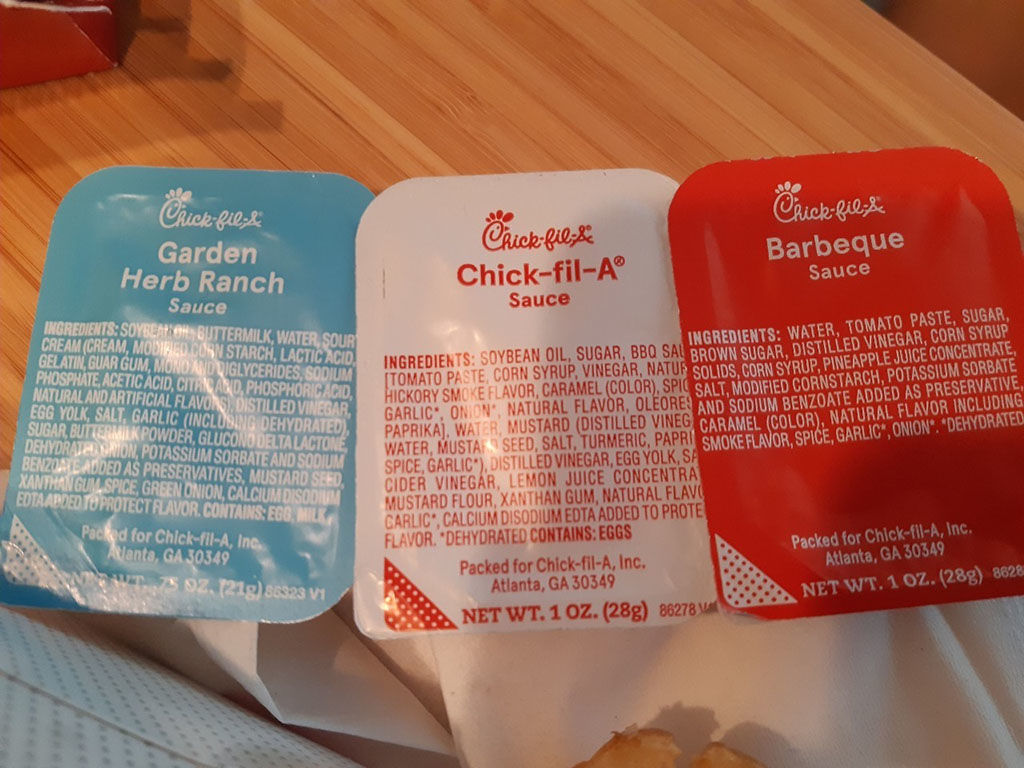 Chick-fil-A®
Garden
Herb Ranch
Sauce
INGREDIENTS: SOYBEAN OIL, BUTTERMILK, WATER, SOUR
CREAM (CREAM, MODIFIED CORN STARCH, LACTIC ACID,
GELATIN, GUAR GUM, MONO AND DIGLYCERIDES, SODIUM
PHOSPHATE, ACETIC ACID, CITRIC ACID, PHOSPHORIC ACID,
NATURAL AND ARTIFICIAL FLAVOR), DISTILLED VINEGAR,
EGG YOLK, SALT, GARLIC (INCLUDING DEHYDRATED),
SUGAR, BUTTERMILK POWDER, GLUCONO DELTA LACTONE,
DEHYDRATED ONION, POTASSIUM SORBATE AND SODIUM
BENZOATE ADDED AS PRESERVATIVES, MUSTARD SEED,
XANTHAN GUM, SPICE, GREEN ONION, CALCIUM DISODIUM
EDTA ADDED TO PROTECT FLAVOR. CONTAINS: EGG, MILK.
Packed for Chick-fil-A, Inc.
Atlanta, GA 30349
NET WT. .75 OZ. (21g) 86323 V1
Chick-fil-A®
Chick-fil-A®
Sauce
INGREDIENTS: SOYBEAN OIL, SUGAR, BBQ
[TOMATO PASTE, CORN SYRUP, VINEGAR,
HICKORY SMOKE FLAVOR, CARAMEL (COLOR),
GARLIC*, ONION*, NATURAL FLAVOR,
PAPRIKA], WATER, MUSTARD (DISTILLED
WATER, MUSTARD SEED, SALT, TURMERIC,
SPICE, GARLIC*), DISTILLED VINEGAR, EGG YOLK,
CIDER VINEGAR, LEMON JUICE
MUSTARD FLOUR, XANTHAN GUM, NATURAL
GARLIC*, CALCIUM DISODIUM EDTA ADDED TO
FLAVOR. *DEHYDRATED CONTAINS: EGGS
Packed for Chick-fil-A, Inc.
Atlanta, GA 30349
NET WT. 1 OZ. (28g) 86278
Chick-fil-A®
Barbeque
Sauce
INGREDIENTS: WATER, TOMATO PASTE, SUGAR,
BROWN SUGAR, DISTILLED VINEGAR, CORN SYRUP
SOLIDS, CORN SYRUP, PINEAPPLE JUICE CONCENTRATE,
SALT, MODIFIED CORNSTARCH, POTASSIUM SORBATE
AND SODIUM BENZOATE ADDED AS PRESERVATIVE,
CARAMEL (COLOR), NATURAL FLAVOR INCLUDING
SMOKE FLAVOR, SPICE, GARLIC*, ONION*. *DEHYDRATED
Packed for Chick-fil-A, Inc.
Atlanta, GA 30349
NET WT. 1 OZ. (28g)